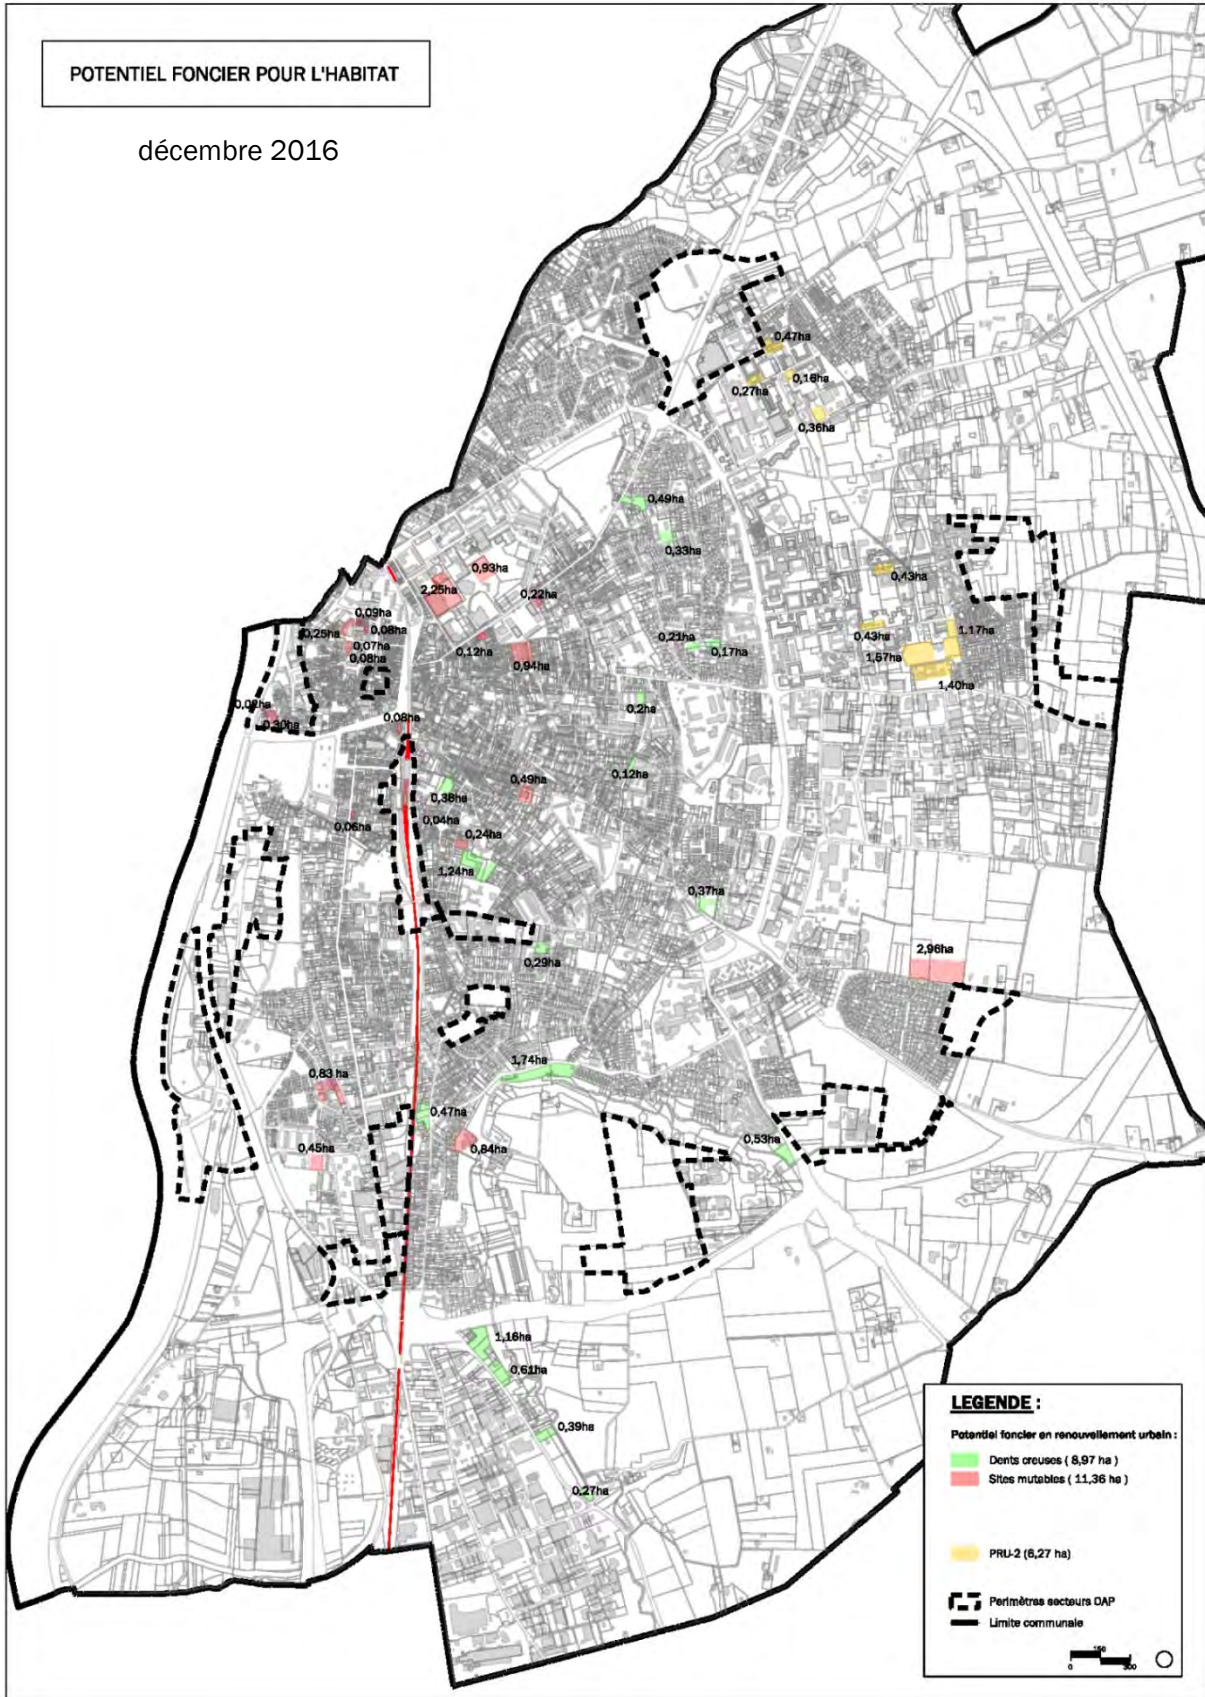 POTENTIEL FONCIER POUR L'HABITAT
décembre 2016
0,47ha
0,16ha
0,27ha
0,36ha
0,49ha
0,33ha
0,93ha
2,25ha
0,22ha
0,43ha
0,09ha
0,25ha
0,08ha
0,07ha
0,08ha
0,12ha
0,94ha
0,21ha
0,17ha
0,43ha
1,17ha
1,57ha
1,40ha
0,30ha
0,08ha
0,2ha
0,12ha
0,38ha
0,49ha
0,06ha
0,04ha
0,24ha
1,24ha
0,37ha
0,29ha
2,96ha
1,74ha
0,83 ha
0,47ha
0,84ha
0,45ha
0,53ha
1,16ha
0,61ha
0,39ha
0,27ha
LEGENDE :
Potentiel foncier en renouvellement urbain :
Dents creuses ( 8,97 ha )
Sites mutables ( 11,36 ha )
PRU-2 (6,27 ha)
Perimètres secteurs OAP
Limite communale
150
0 300